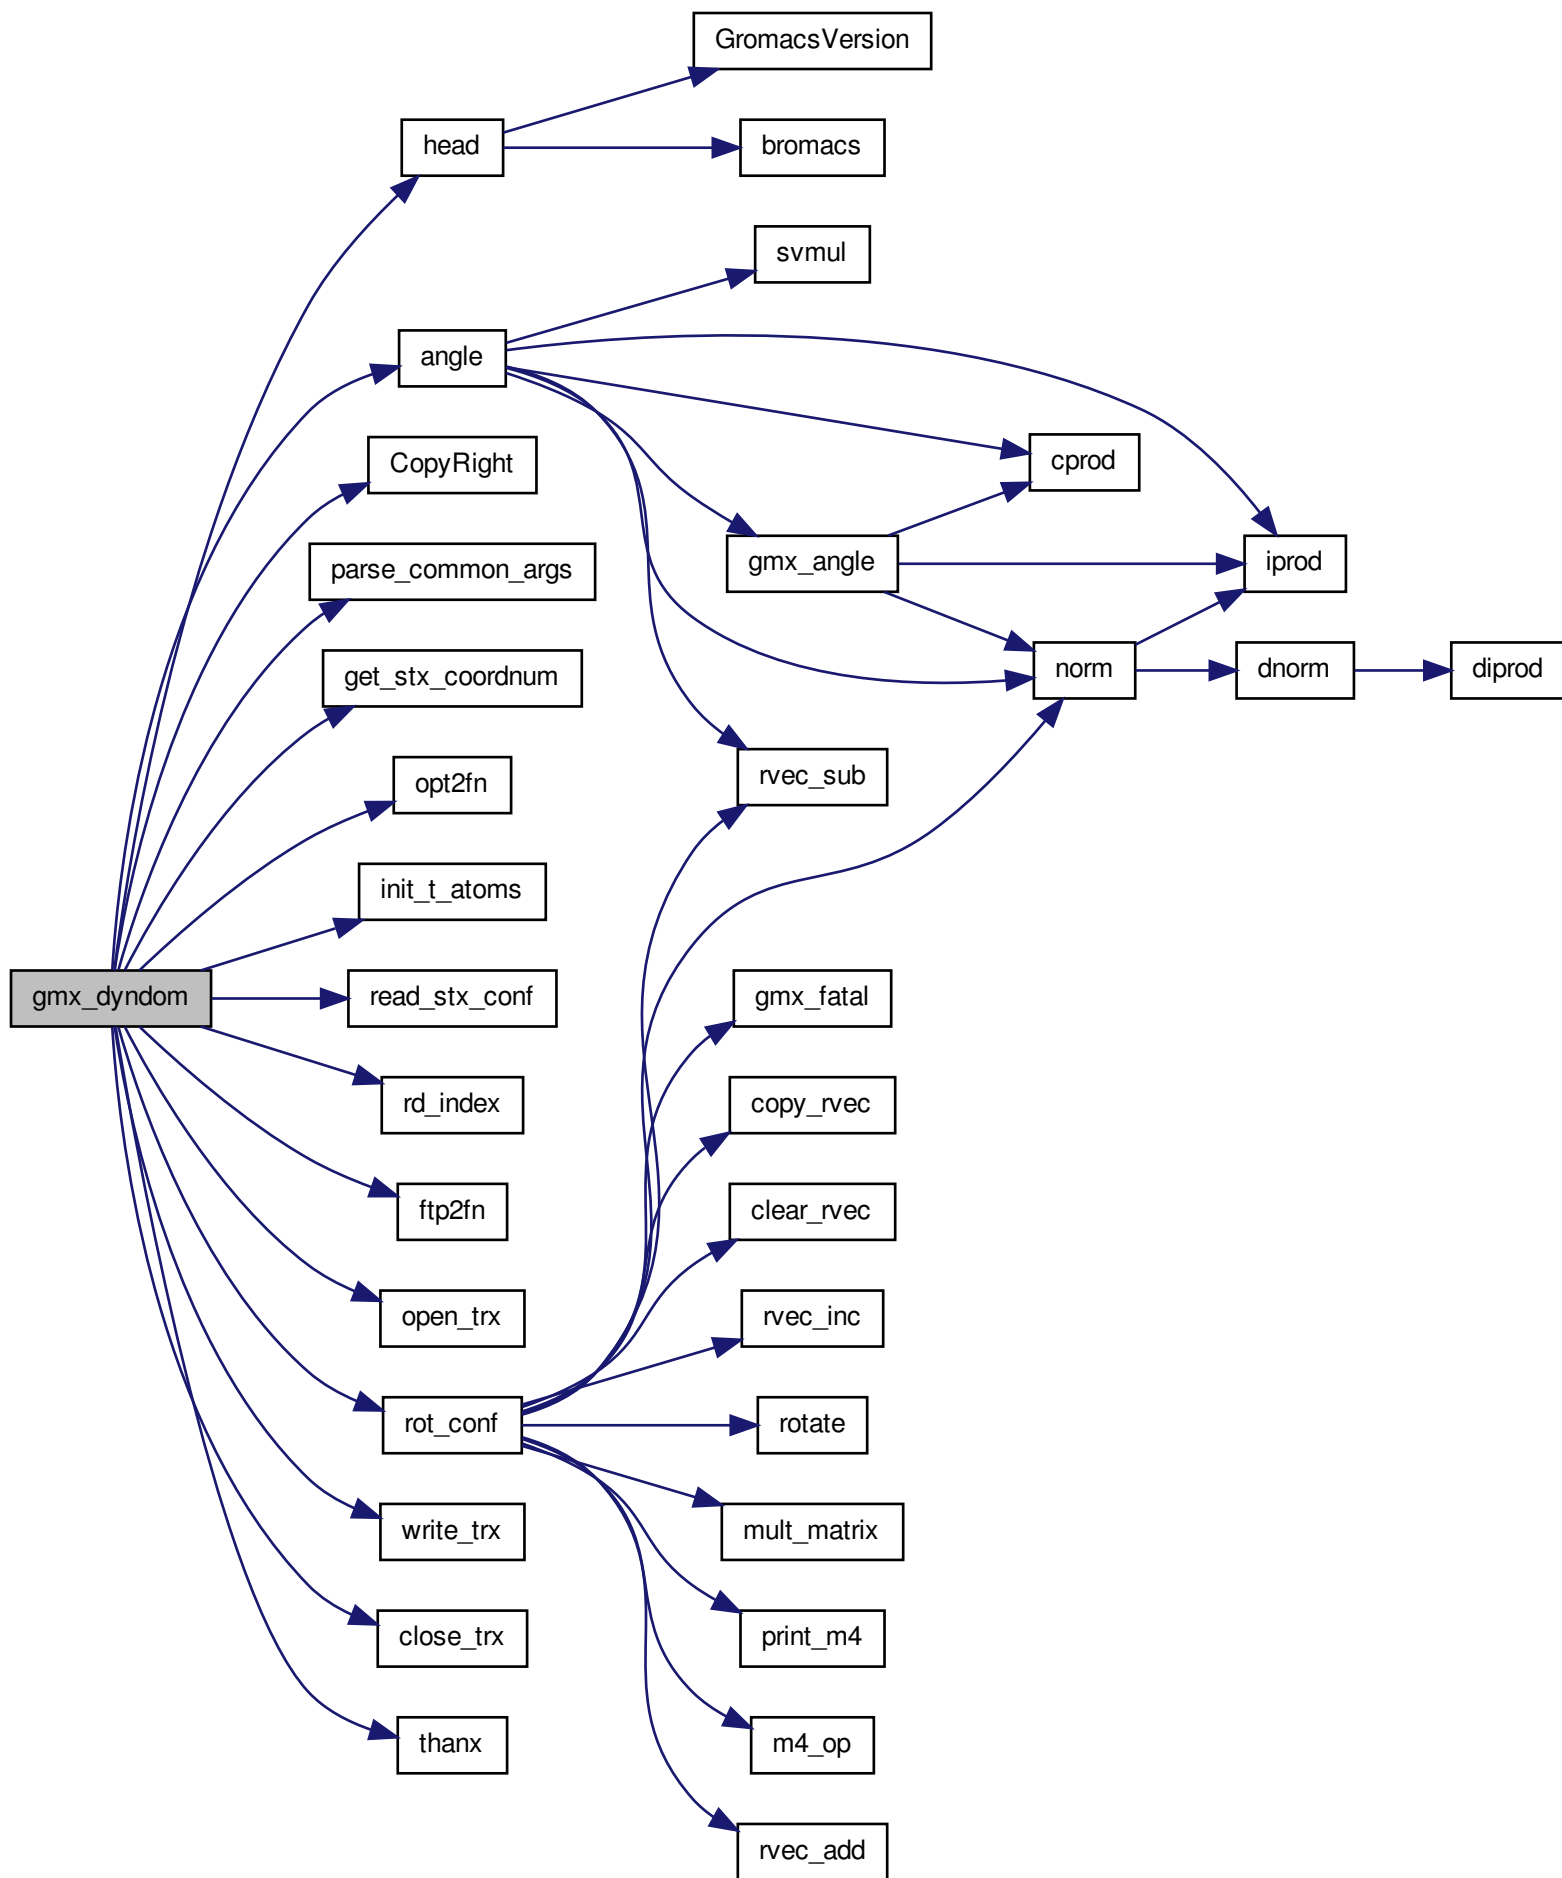 GromacsVersion
head
bromacs
svmul
angle
CopyRight
cprod
parse_common_args
gmx_angle
iprod
get_stx_coordnum
norm
dnorm
diprod
opt2fn
rvec_sub
init_t_atoms
gmx_dyndom
read_stx_conf
gmx_fatal
rd_index
copy_rvec
ftp2fn
clear_rvec
open_trx
rvec_inc
rot_conf
rotate
write_trx
mult_matrix
close_trx
print_m4
thanx
m4_op
rvec_add